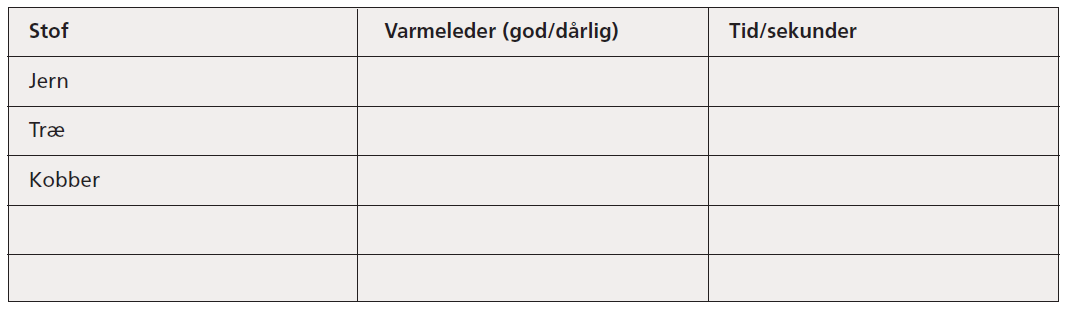 Stof Varmeleder (god/dårlig) Tid/sekunder
Jern
Træ
Kobber